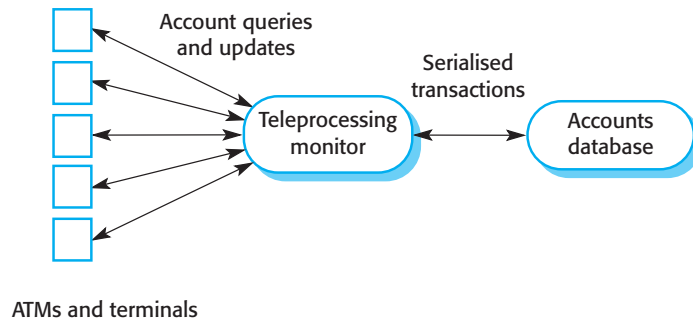 Account queries
and updates
Serialised
transactions
Teleprocessing
monitor
Accounts
database
ATMs and terminals